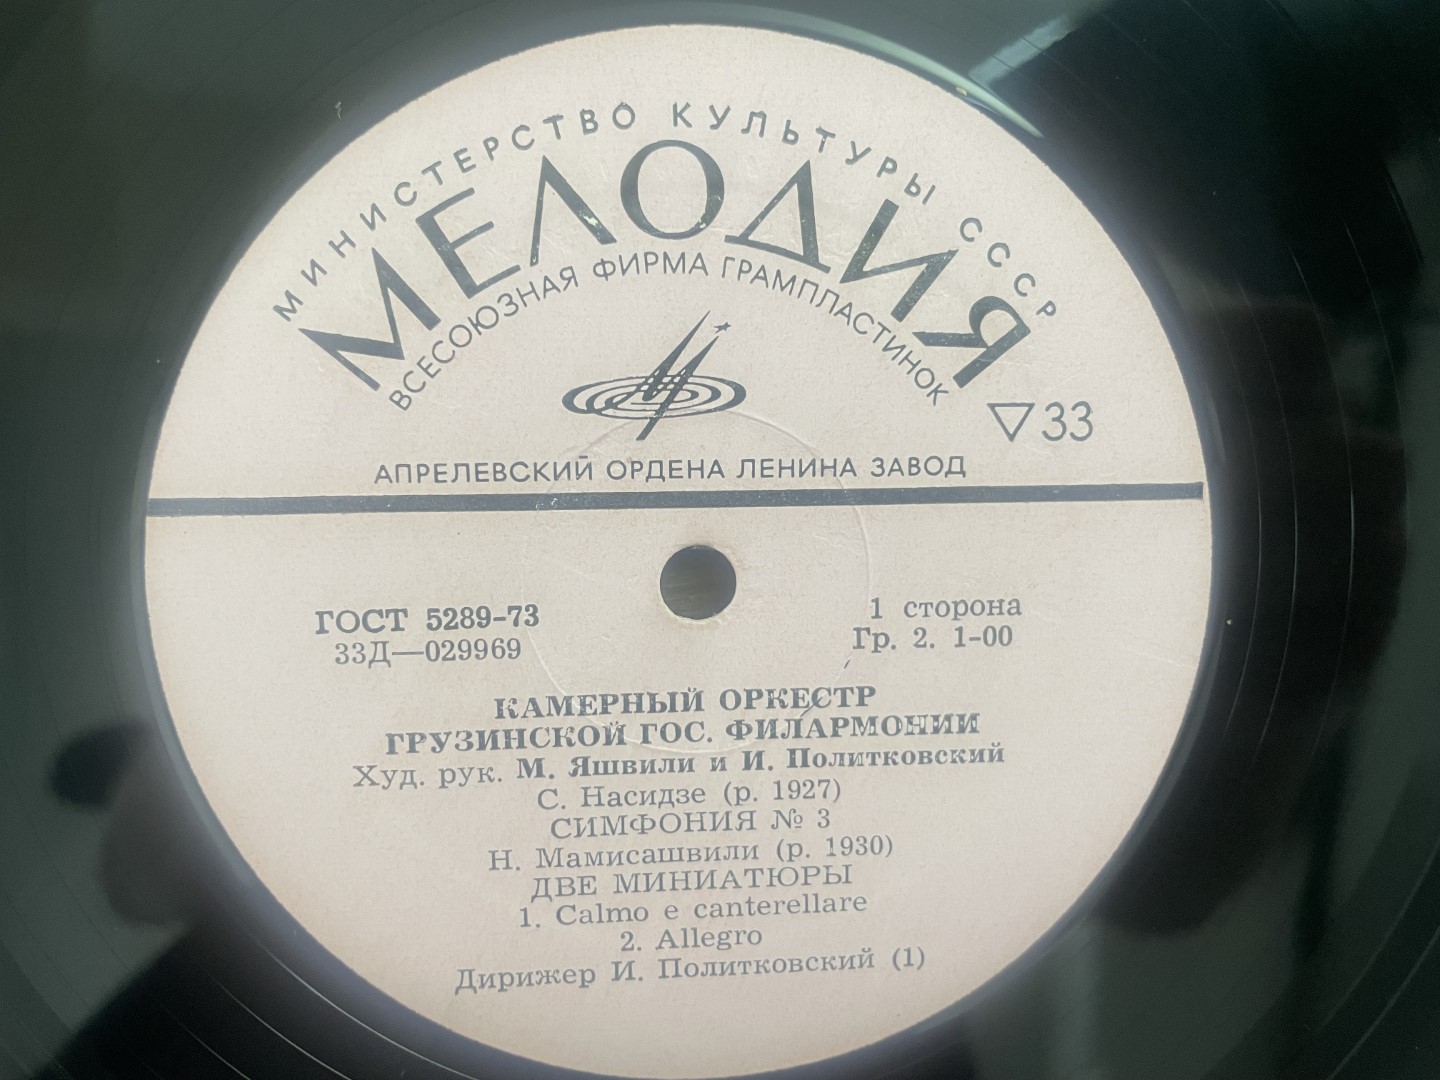 МИНИСТЕРСТВО КУЛЬТУРЫ СССР
МЕЛОДИЯ
ВСЕСОЮЗНАЯ ФИРМА ГРАМПЛАСТИНОК
▽33
АПРЕЛЕВСКИЙ ОРДЕНА ЛЕНИНА ЗАВОД
ГОСТ 5289-73
33Д—029969
1 сторона
Гр. 2. 1-00
КАМЕРНЫЙ ОРКЕСТР
ГРУЗИНСКОЙ ГОС. ФИЛАРМОНИИ
Худ. рук. М. Яшвили и И. Политковский
С. Насидзе (р. 1927)
СИМФОНИЯ № 3
Н. Мамисашвили (р. 1930)
ДВЕ МИНИАТЮРЫ
1. Calmo e canterellare
2. Allegro
Дирижер И. Политковский (1)